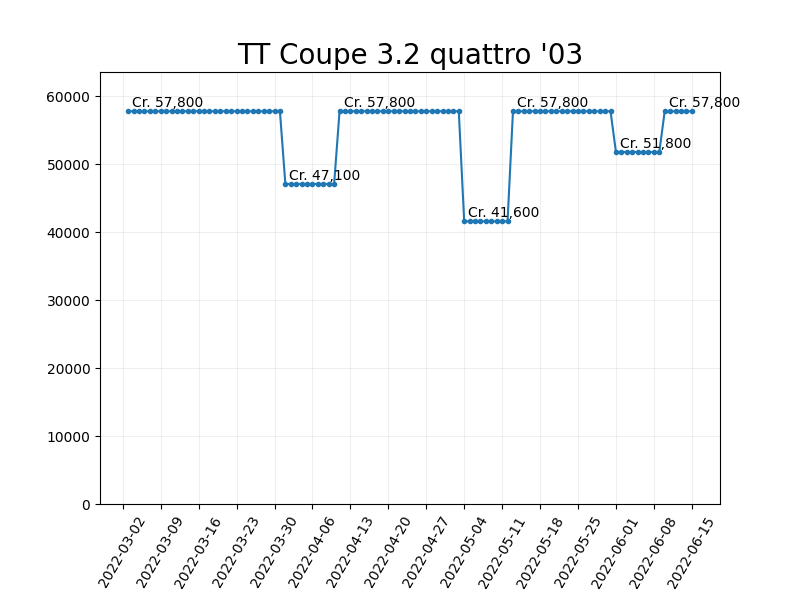 TT Coupe 3.2 quattro '03
60000
50000
40000
30000
20000
10000
0
Cr. 57,800
Cr. 47,100
Cr. 57,800
Cr. 41,600
Cr. 57,800
Cr. 51,800
Cr. 57,800
2022-03-02
2022-03-09
2022-03-16
2022-03-23
2022-03-30
2022-04-06
2022-04-13
2022-04-20
2022-04-27
2022-05-04
2022-05-11
2022-05-18
2022-05-25
2022-06-01
2022-06-08
2022-06-15